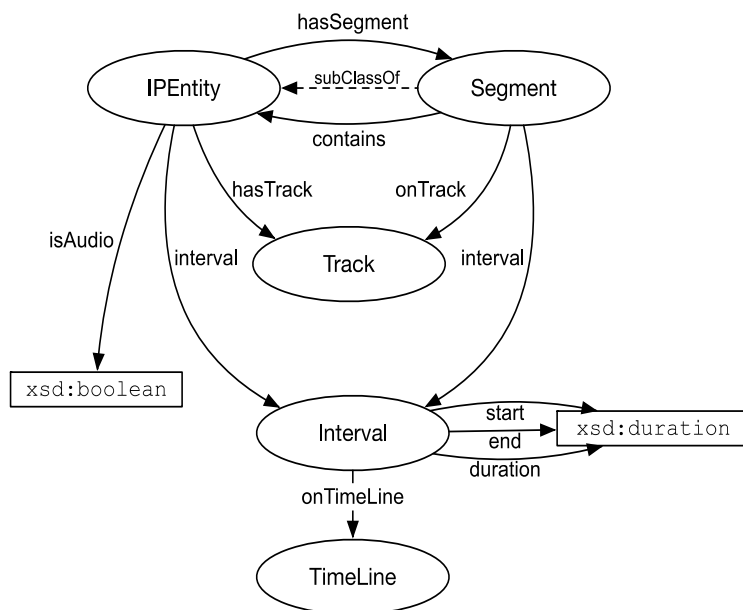 hasSegment
subClassOf
IPEntity
Segment
contains
hasTrack
onTrack
isAudio
interval
Track
interval
xsd:boolean
start
Interval
end
xsd:duration
duration
onTimeLine
TimeLine